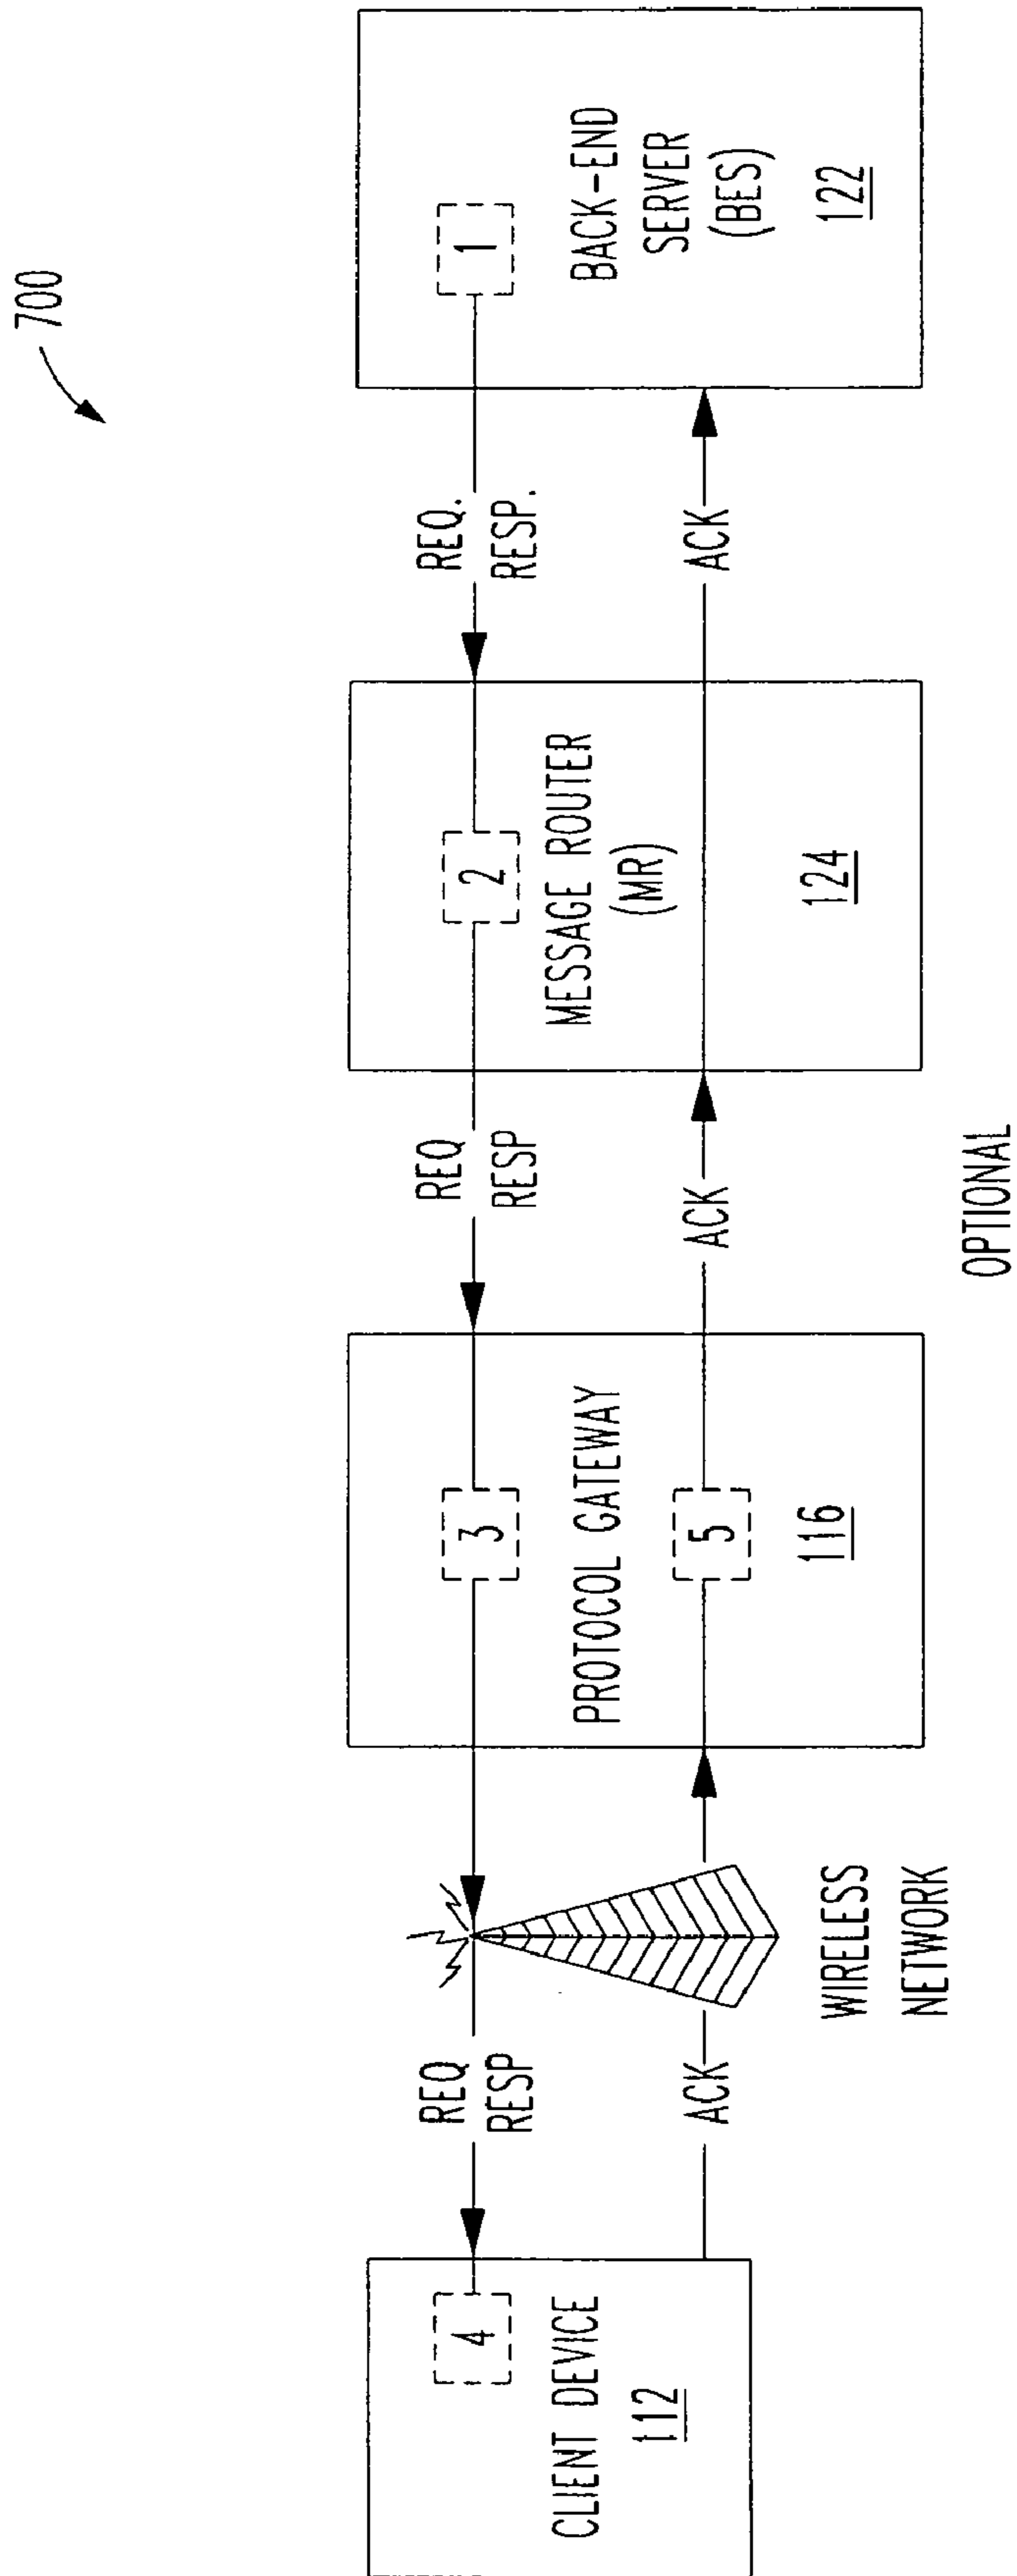 700
REQ
RESP
REQ
RESP
REQ.
RESP.
4
3
2
1
CLIENT DEVICE
112
PROTOCOL GATEWAY
116
MESSAGE ROUTER
(MR)
124
BACK-END
SERVER
(BES)
122
5
ACK
ACK
ACK
WIRELESS
NETWORK
OPTIONAL